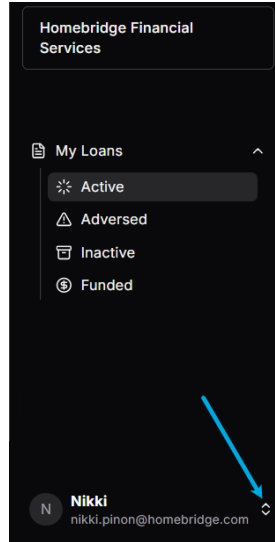 Homebridge Financial
Services
My Loans
Active
Adversed
Inactive
Funded
N
Nikki
nikki.pinon@homebridge.com